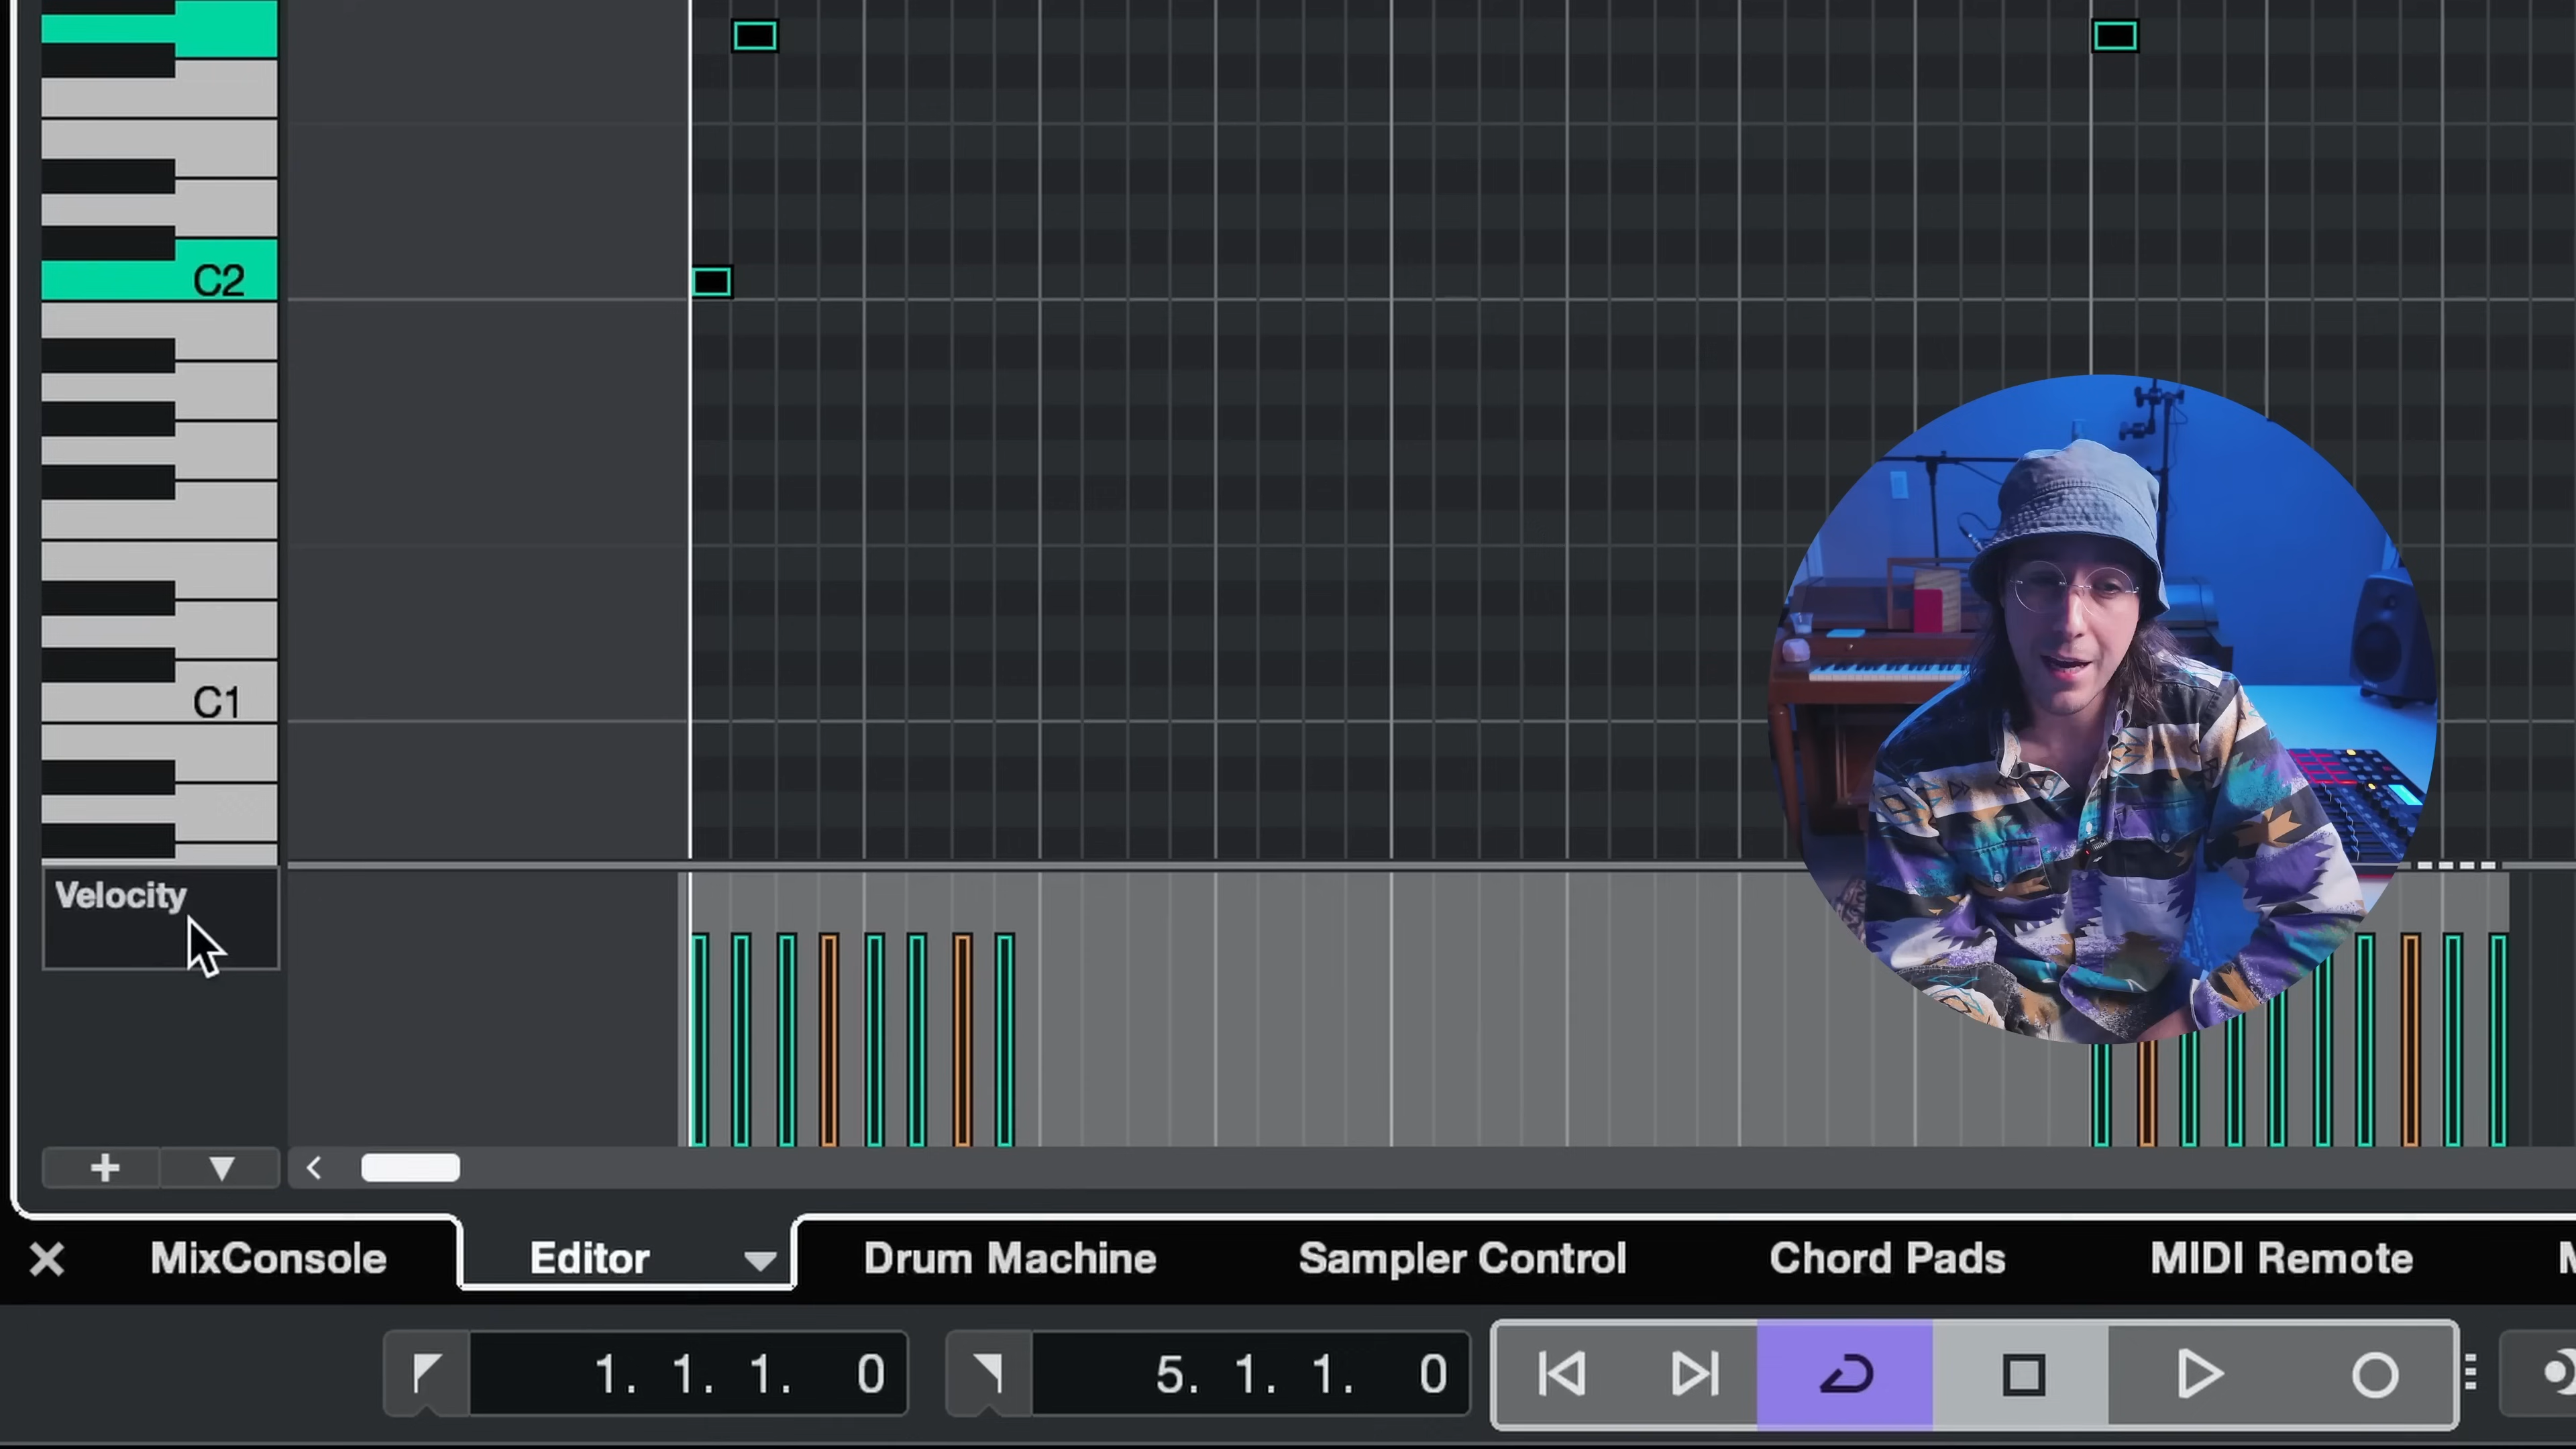 C2
C1
Velocity
MixConsole
Editor
Drum Machine
Sampler Control
Chord Pads
MIDI Remote
M
1. 1. 1. 0
5. 1. 1. 0